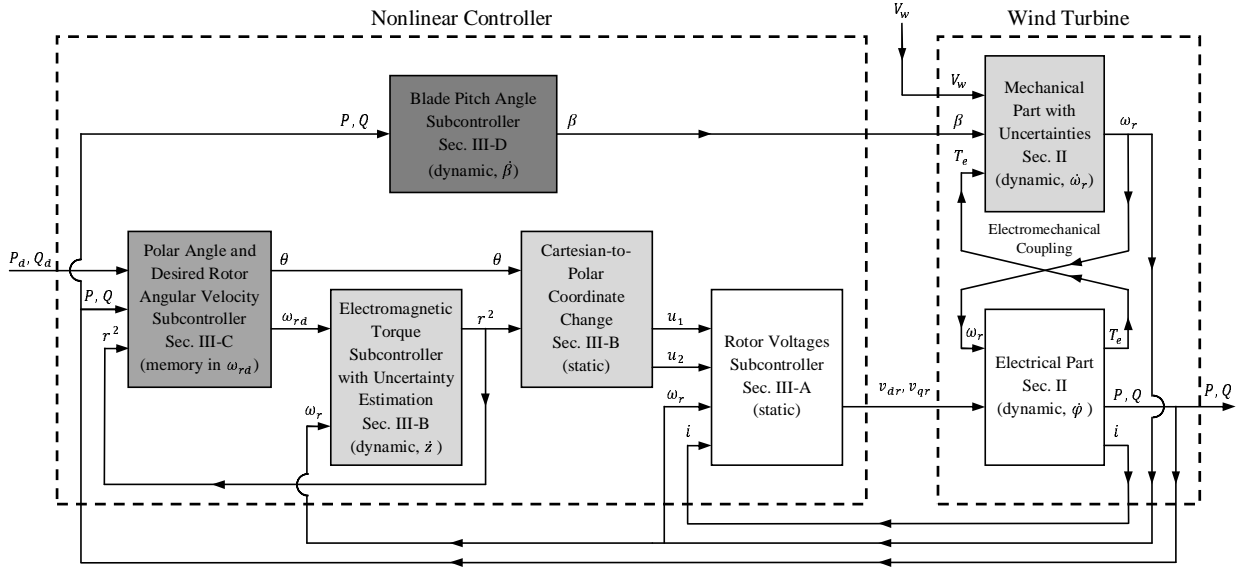 Nonlinear Controller
Wind Turbine
V_w
V_w
β
T_e
Mechanical
Part with
Uncertainties
Sec. II
(dynamic, ω̇_r)
ω_r
P, Q
Blade Pitch Angle
Subcontroller
Sec. III-D
(dynamic, β̇)
β
Electromechanical
Coupling
P_d, Q_d
P, Q
r^2
Polar Angle and
Desired Rotor
Angular Velocity
Subcontroller
Sec. III-C
(memory in ω_rd)
θ
ω_rd
ω_r
Electromagnetic
Torque
Subcontroller
with Uncertainty
Estimation
Sec. III-B
(dynamic, ż )
r^2
θ
Cartesian-to-
Polar
Coordinate
Change
Sec. III-B
(static)
u_1
u_2
ω_r
i
Rotor Voltages
Subcontroller
Sec. III-A
(static)
v_dr, v_qr
ω_r
Electrical Part
Sec. II
(dynamic, φ̇ )
T_e
P, Q
i
P, Q